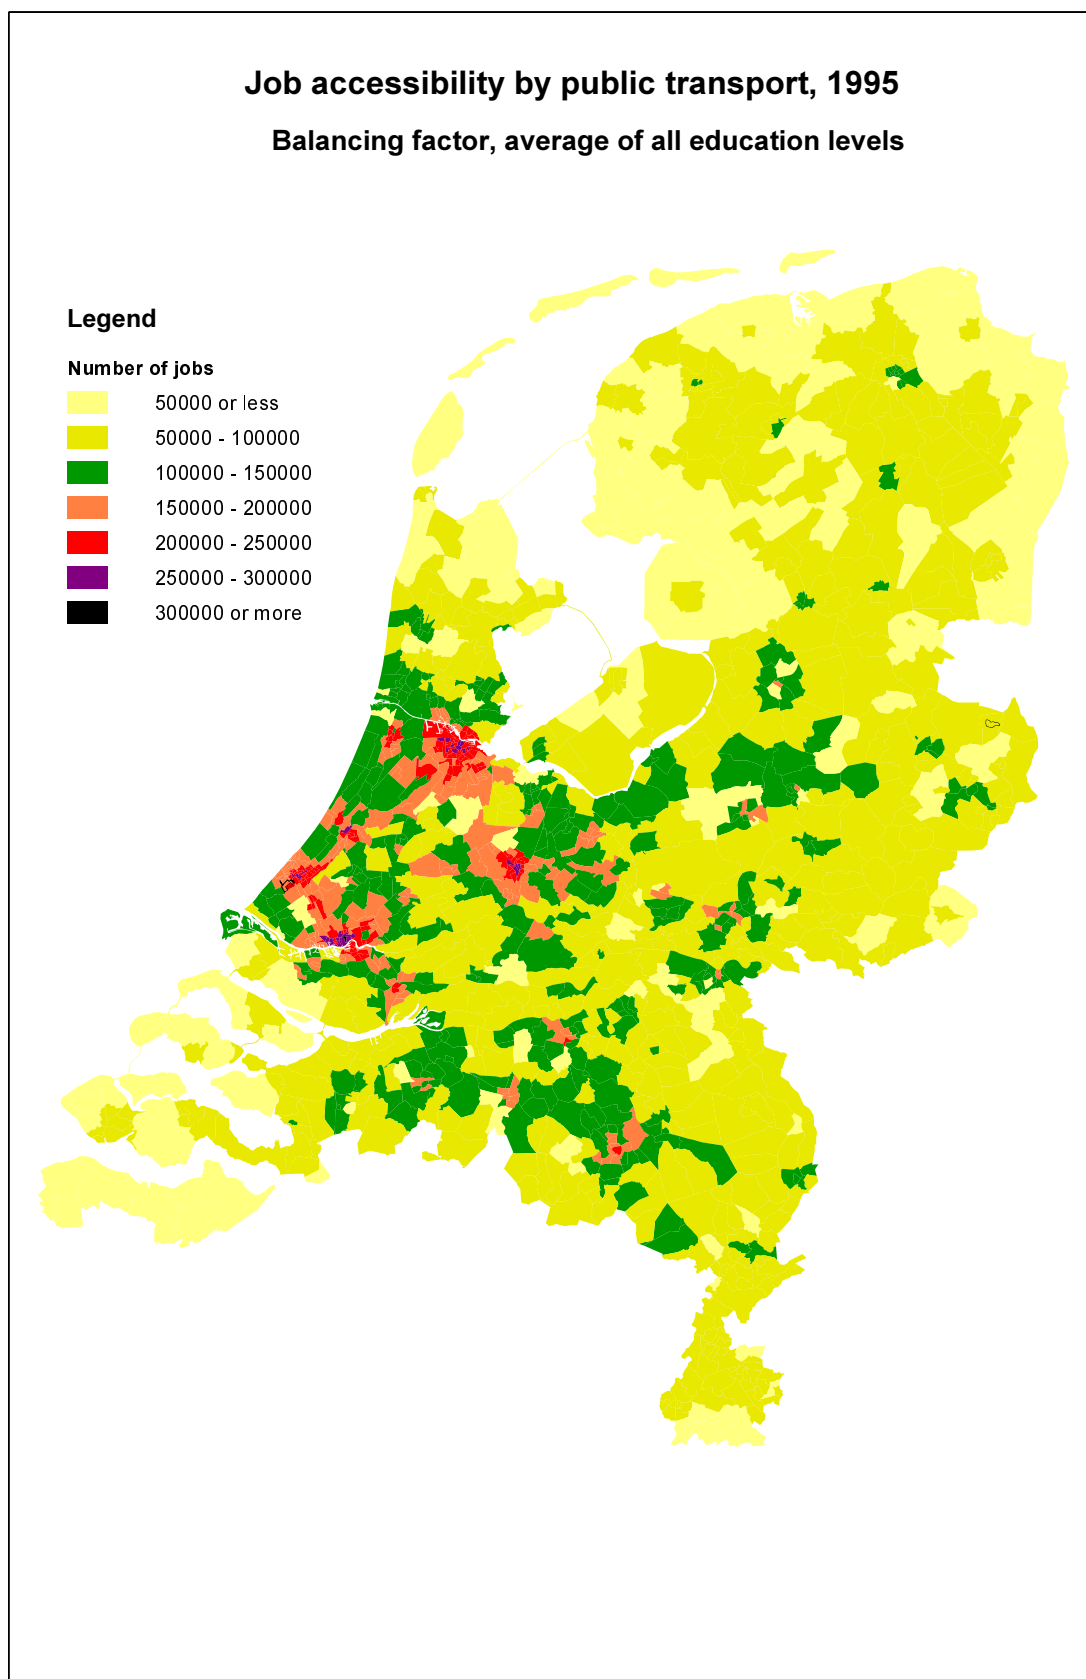 Job accessibility by public transport, 1995
Balancing factor, average of all education levels
Legend
Number of jobs
50000 or less
50000 - 100000
100000 - 150000
150000 - 200000
200000 - 250000
250000 - 300000
300000 or more